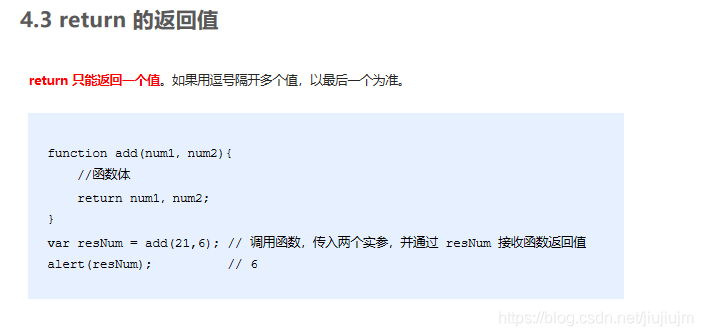 4.3 return 的返回值
return 只能返回一个值。如果用逗号隔开多个值，以最后一个为准。
function add(num1，num2){
//函数体
return num1，num2;
}
var resNum = add(21,6); // 调用函数，传入两个实参，并通过 resNum 接收函数返回值
alert(resNum); // 6
https://blog.csdn.net/jiujiujm